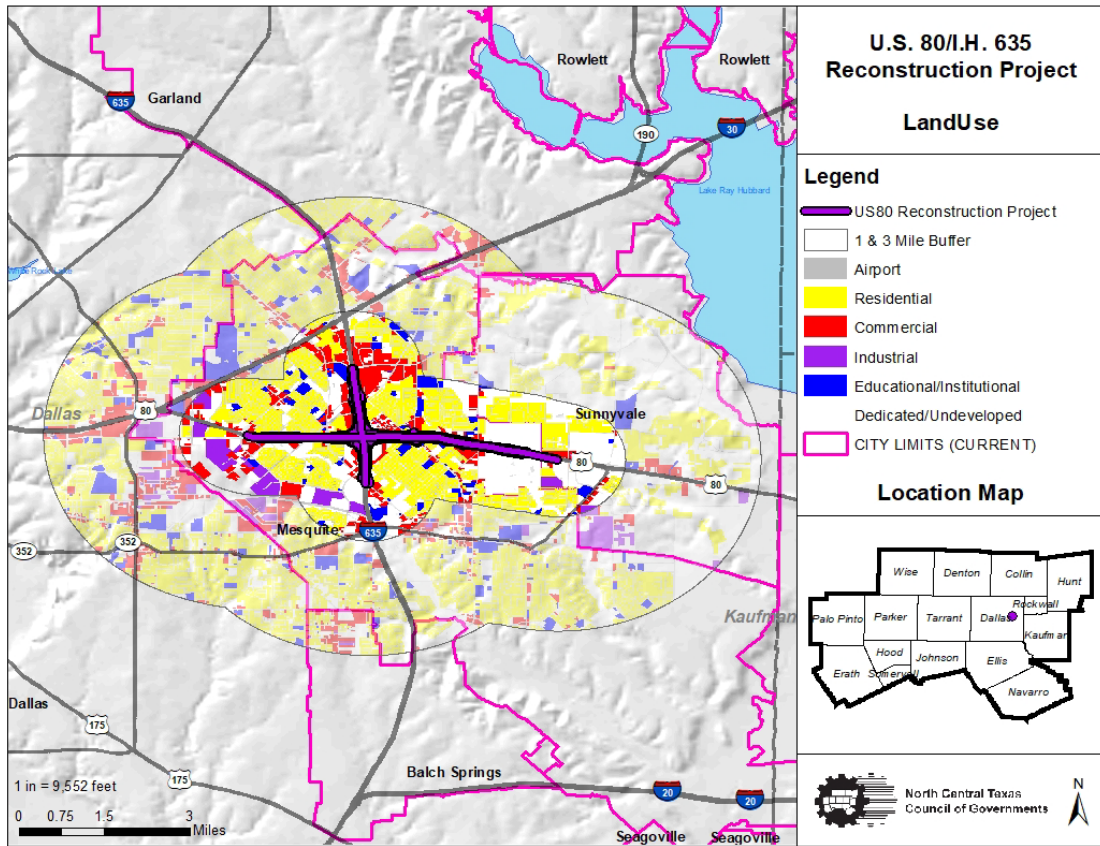 Rowlett
Rowlett
635
Garland
190
30
Lake Ray Hubbard
Dallas
80
Sunnyvale
80
80
Mesquite
635
352
352
Kaufman
Dallas
175
175
Balch Springs
20
20
Seagoville
Seagoville
1 in = 9,552 feet
0 0.75 1.5 3
Miles
U.S. 80/I.H. 635
Reconstruction Project
LandUse
Legend
US80 Reconstruction Project
1 & 3 Mile Buffer
Airport
Residential
Commercial
Industrial
Educational/Institutional
Dedicated/Undeveloped
CITY LIMITS (CURRENT)
Location Map
Wise
Denton
Collin
Hunt
Rockwall
Palo Pinto
Parker
Tarrant
Dallas
Kaufman
Hood
Johnson
Ellis
Erath
Somervell
Navarro
North Central Texas
Council of Governments
N